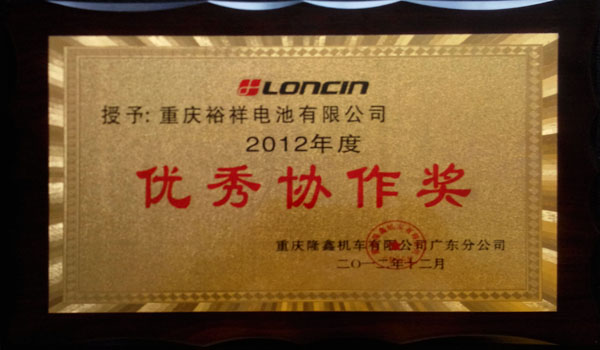 LONCIN
授予:重庆裕祥电池有限公司
2012年度
优秀协作奖
重庆隆鑫机车有限公司广东分公司
二〇一二年十二月